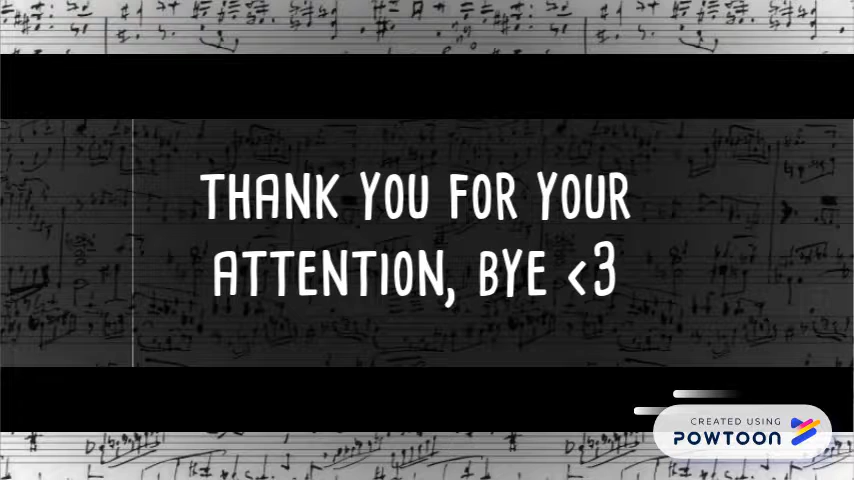 THANK YOU FOR YOUR
ATTENTION, BYE <3
CREATED USING
POWTOON